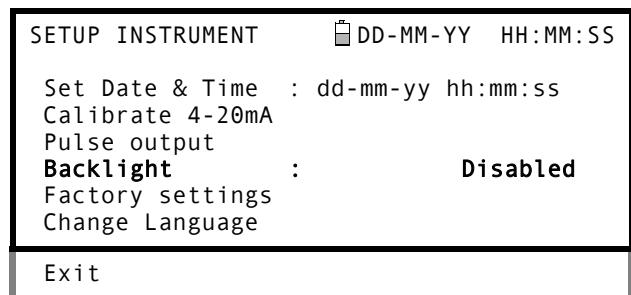 SETUP INSTRUMENT DD-MM-YY HH:MM:SS
Set Date & Time : dd-mm-yy hh:mm:ss
Calibrate 4-20mA
Pulse output
Backlight : Disabled
Factory settings
Change Language
Exit